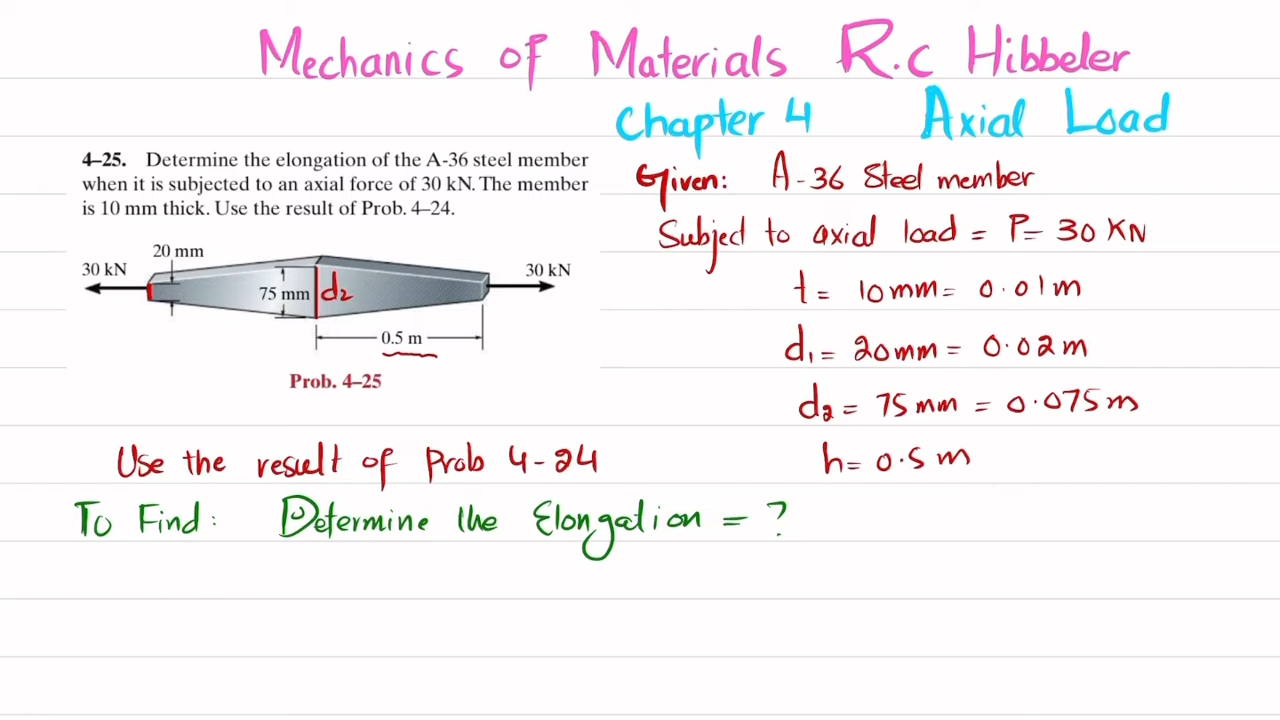 Mechanics of Materials R.c Hibbeler
Chapter 4 Axial Load
4–25. Determine the elongation of the A-36 steel member
when it is subjected to an axial force of 30 kN. The member
is 10 mm thick. Use the result of Prob. 4–24.
20 mm
30 kN
30 kN
75 mm
d2
0.5 m
Prob. 4–25
Given: A-36 Steel member
Subject to axial load = P= 30 KN
t= 10mm= 0.01m
d1= 20mm= 0.02m
d2= 75mm = 0.075m
h= 0.5m
Use the result of Prob 4-24
To Find: Determine the Elongation = ?